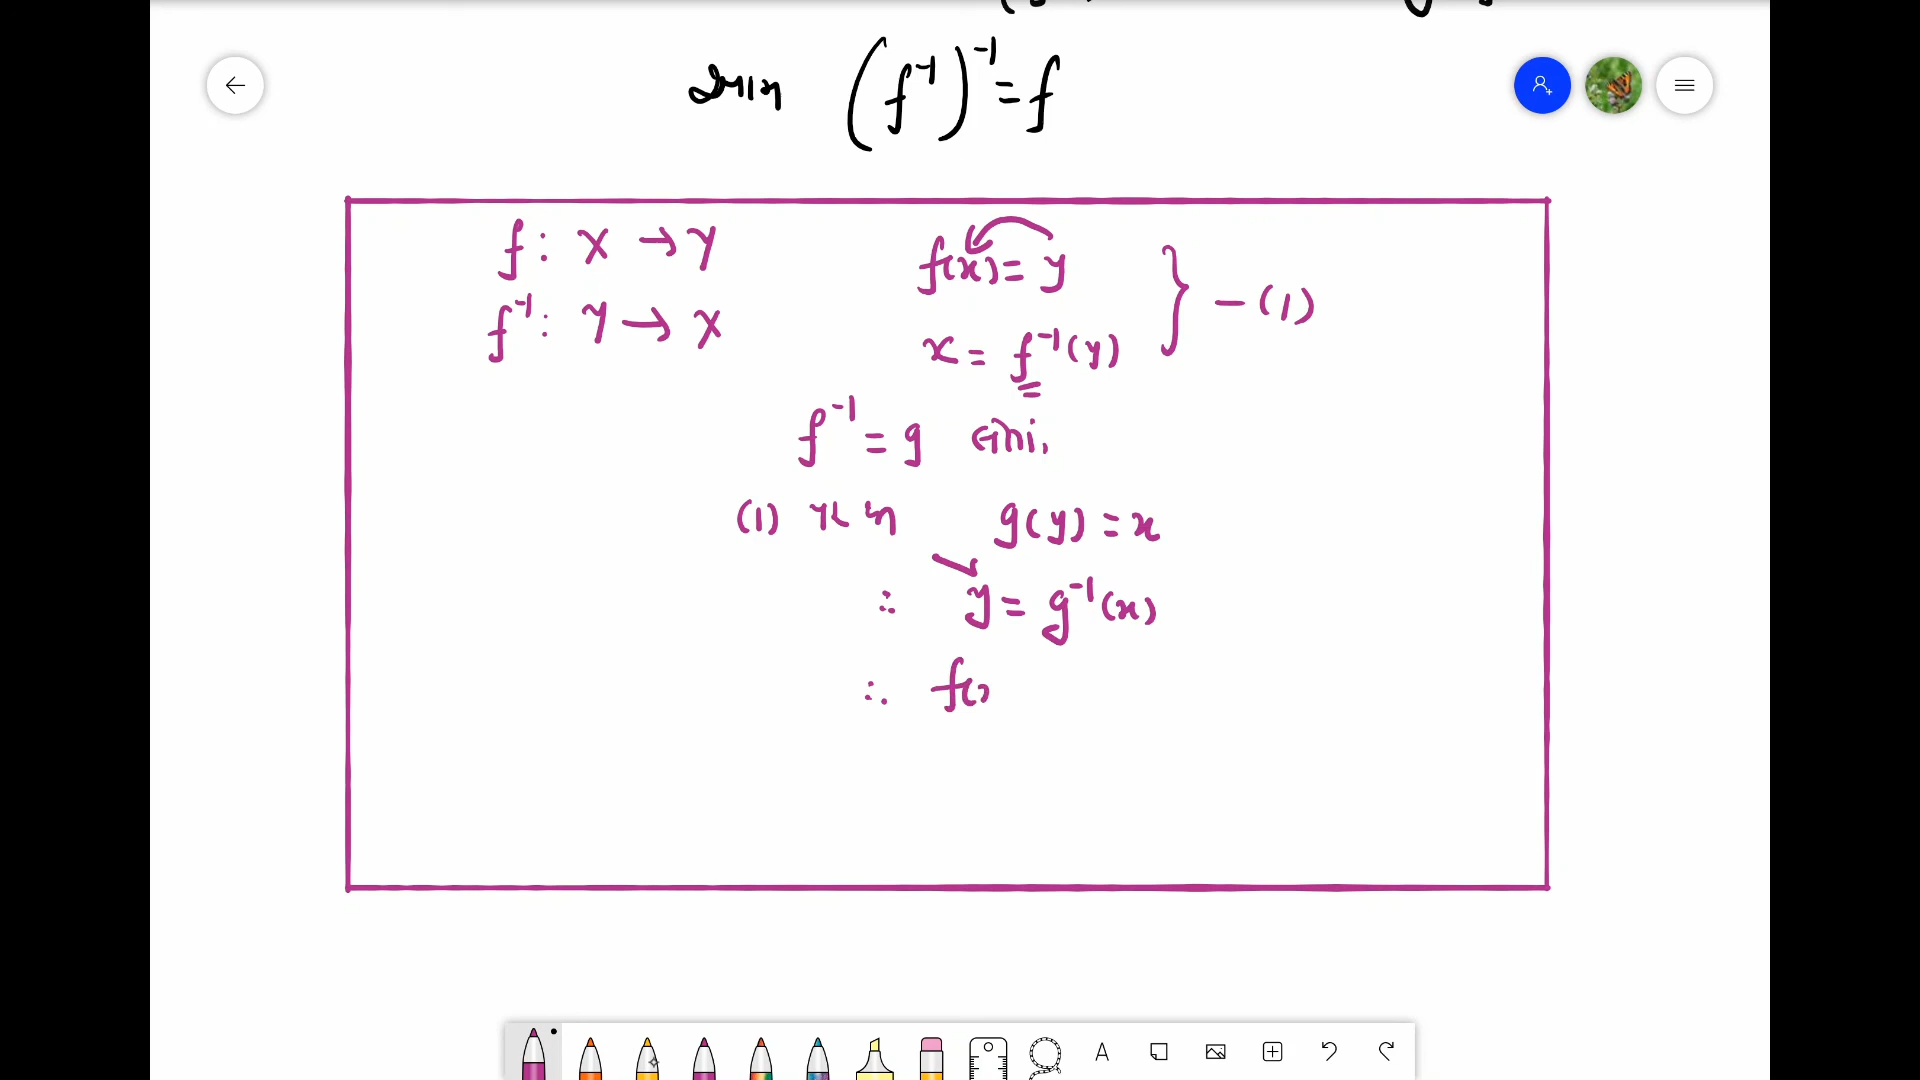 (f⁻¹)⁻¹ = f
f : X → Y
f(x) = y
f⁻¹ : Y → X
x = f⁻¹(y)
} — (1)
f⁻¹ = g
(1)
g(y) = x
∴ y = g⁻¹(x)
∴ f(
A